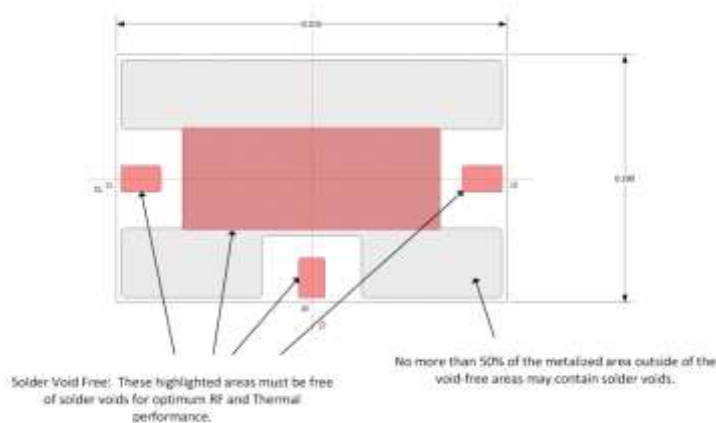 Solder Void Free: These highlighted areas must be free
of solder voids for optimum RF and Thermal
performance.
No more than 50% of the metalized area outside of the
void-free areas may contain solder voids.